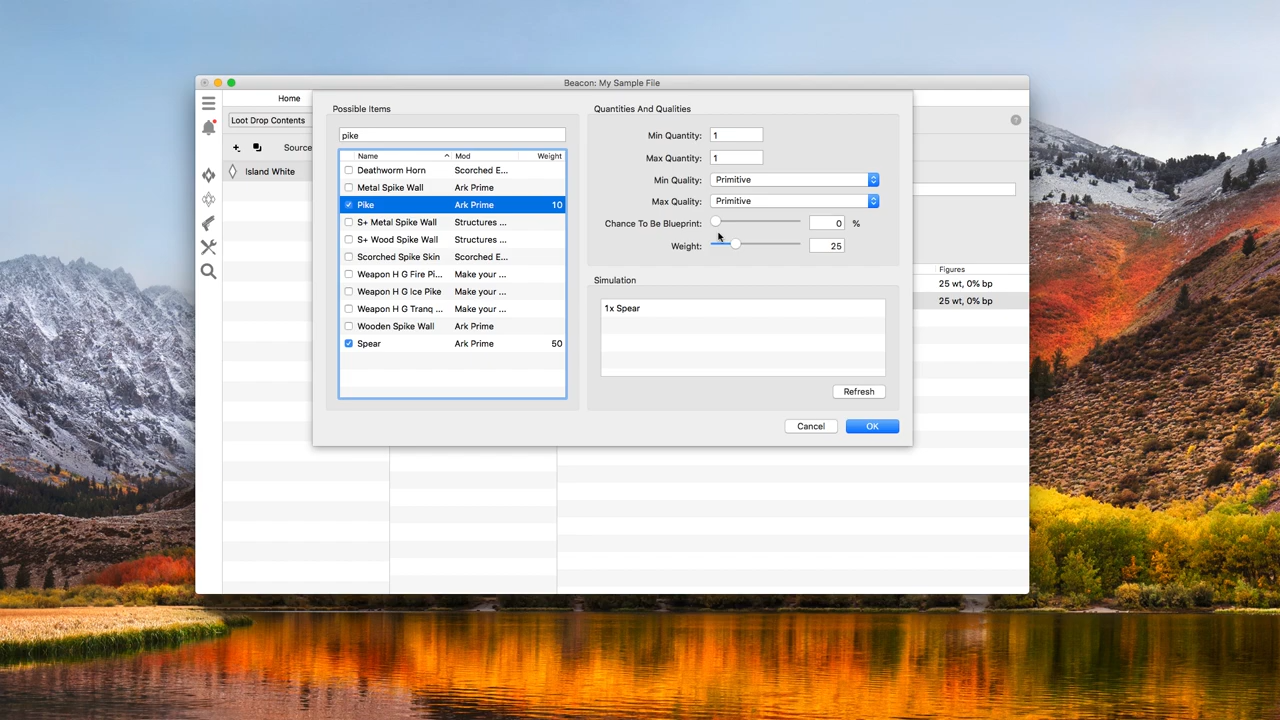 Beacon: My Sample File
Home
Loot Drop Contents
Source
Island White
Possible Items
pike
Name Mod Weight
Deathworm Horn Scorched E...
Metal Spike Wall Ark Prime
Pike Ark Prime 10
S+ Metal Spike Wall Structures ...
S+ Wood Spike Wall Structures ...
Scorched Spike Skin Scorched E...
Weapon H G Fire Pi... Make your ...
Weapon H G Ice Pike Make your ...
Weapon H G Tranq ... Make your ...
Wooden Spike Wall Ark Prime
Spear Ark Prime 50
Quantities And Qualities
Min Quantity: 1
Max Quantity: 1
Min Quality: Primitive
Max Quality: Primitive
Chance To Be Blueprint: 0 %
Weight: 25
Simulation
1x Spear
Refresh
Cancel OK
?
Figures
25 wt, 0% bp
25 wt, 0% bp